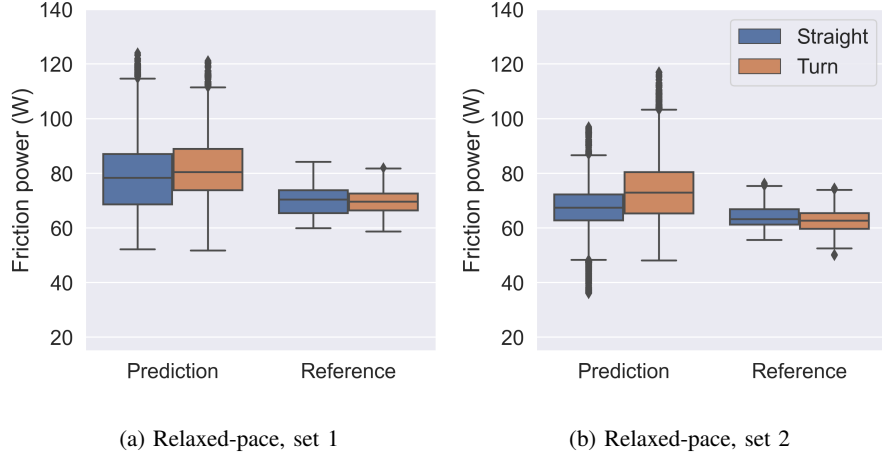 140
120
100
80
60
40
20
Friction power (W)
Prediction
Reference
(a) Relaxed-pace, set 1
140
120
100
80
60
40
20
Friction power (W)
Straight
Turn
Prediction
Reference
(b) Relaxed-pace, set 2